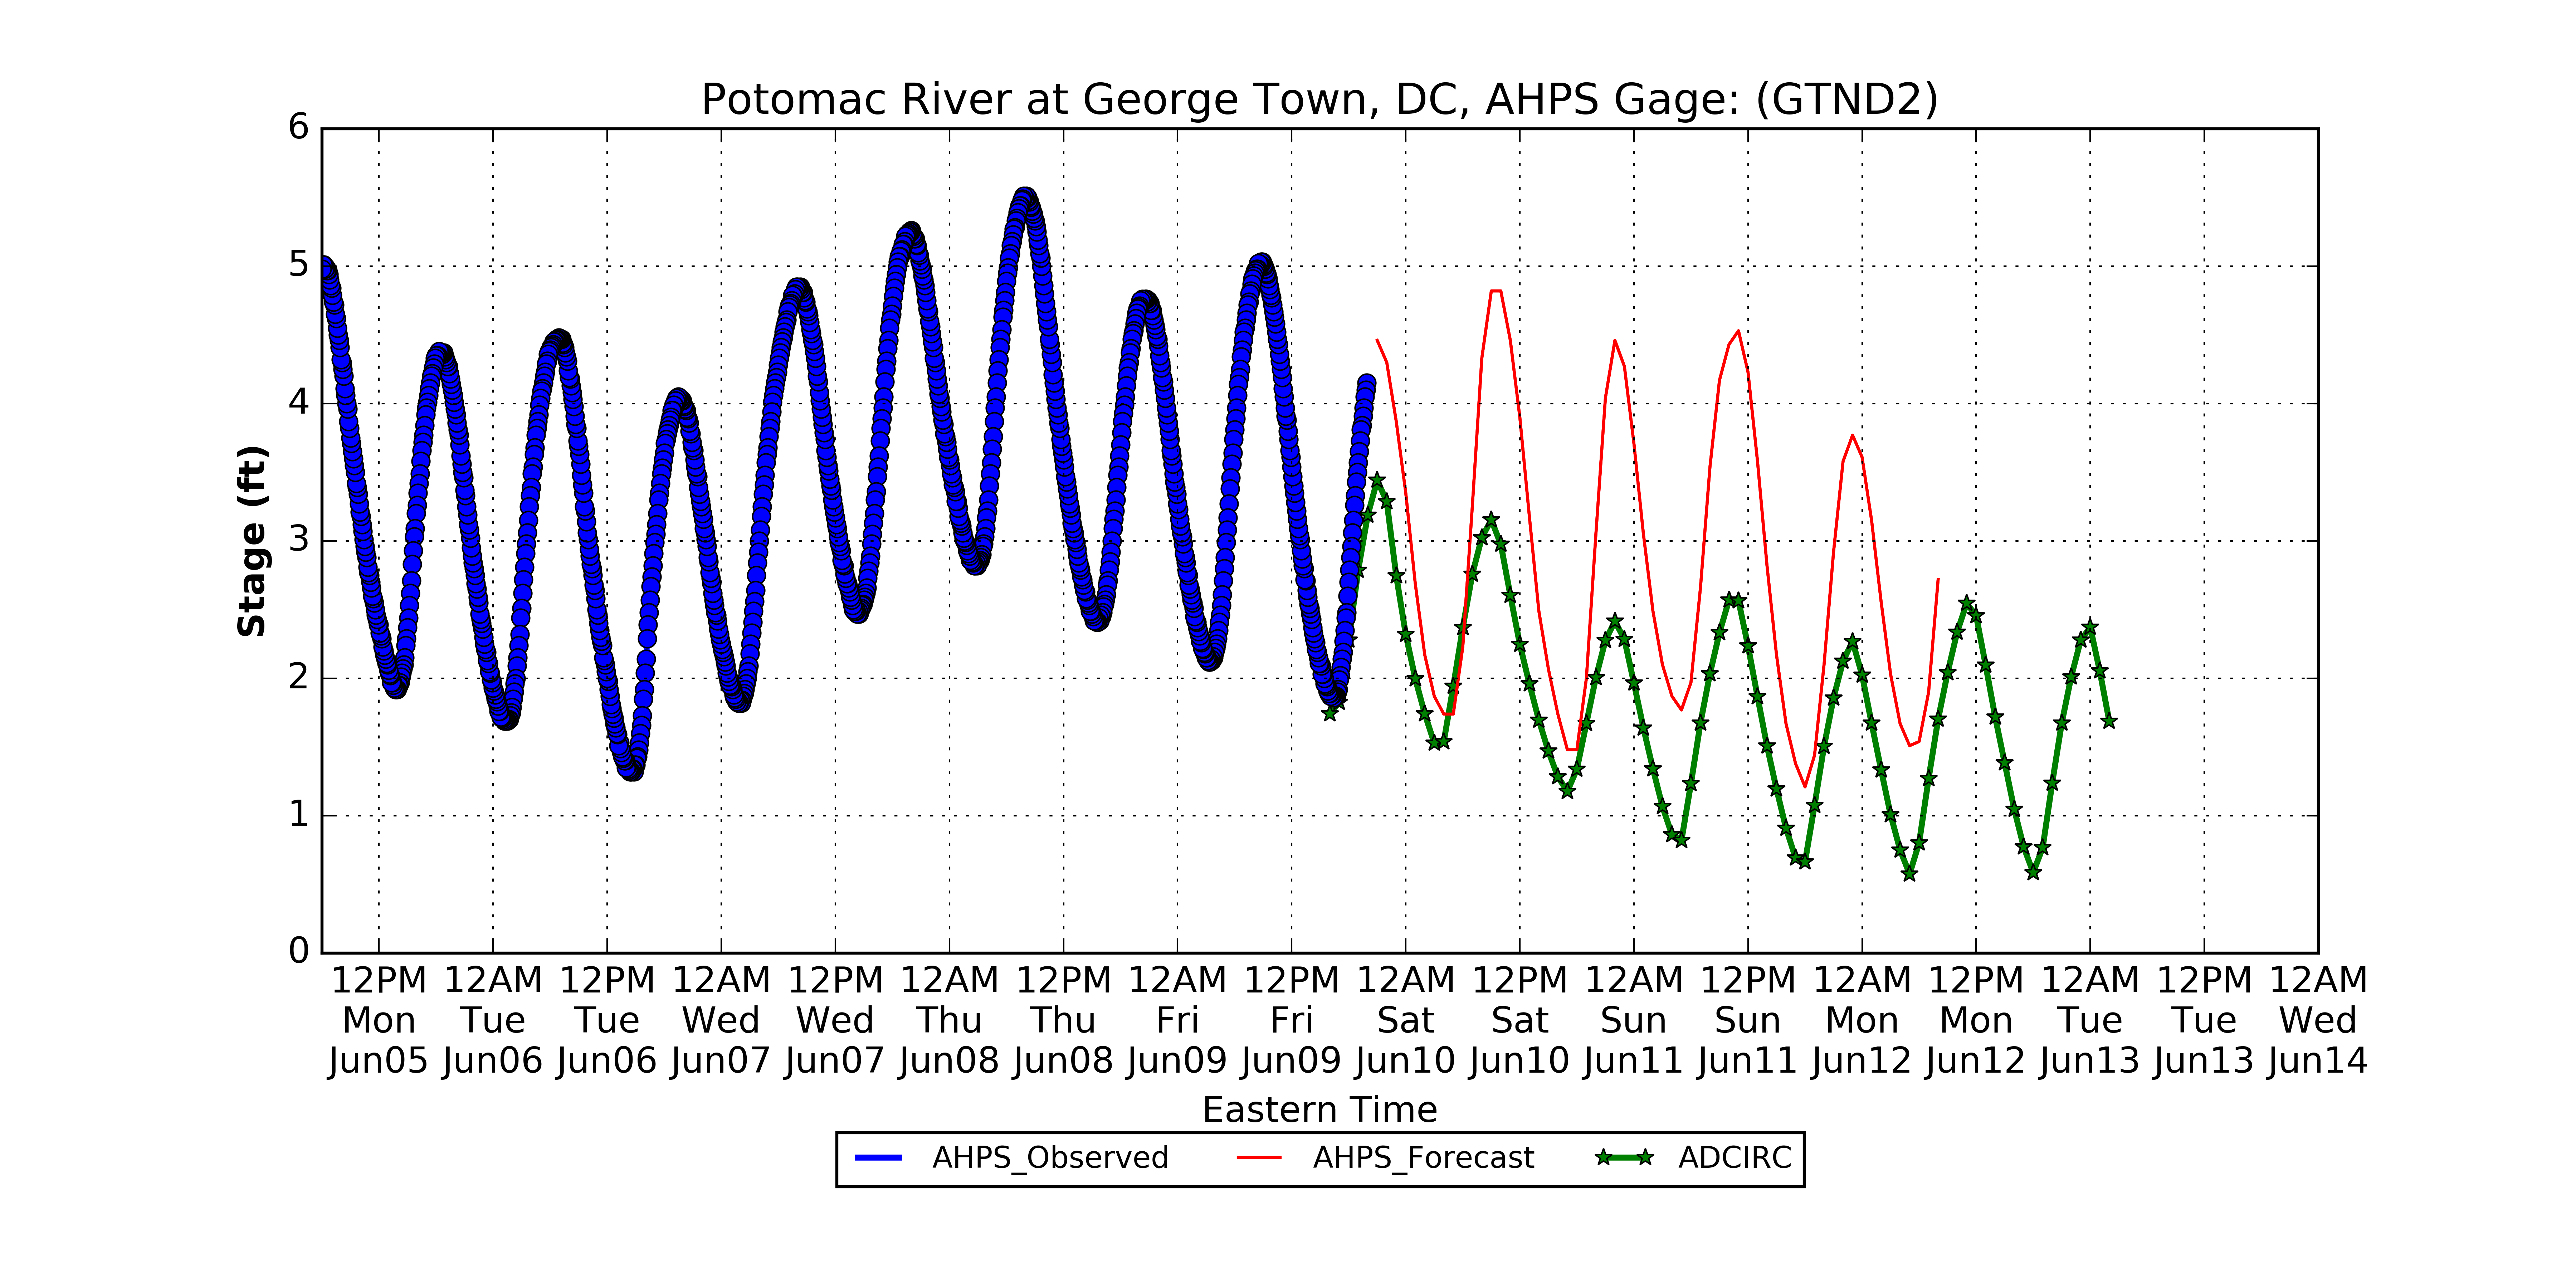 Potomac River at George Town, DC, AHPS Gage: (GTND2)
6
5
4
3
2
1
0
Stage (ft)
12PM 12AM 12PM 12AM 12PM 12AM 12PM 12AM 12PM 12AM 12PM 12AM 12PM 12AM 12PM 12AM 12PM 12AM
Mon Tue Tue Wed Wed Thu Thu Fri Fri Sat Sat Sun Sun Mon Mon Tue Tue Wed
Jun05 Jun06 Jun06 Jun07 Jun07 Jun08 Jun08 Jun09 Jun09 Jun10 Jun10 Jun11 Jun11 Jun12 Jun12 Jun13 Jun13 Jun14
Eastern Time
AHPS_Observed AHPS_Forecast ADCIRC